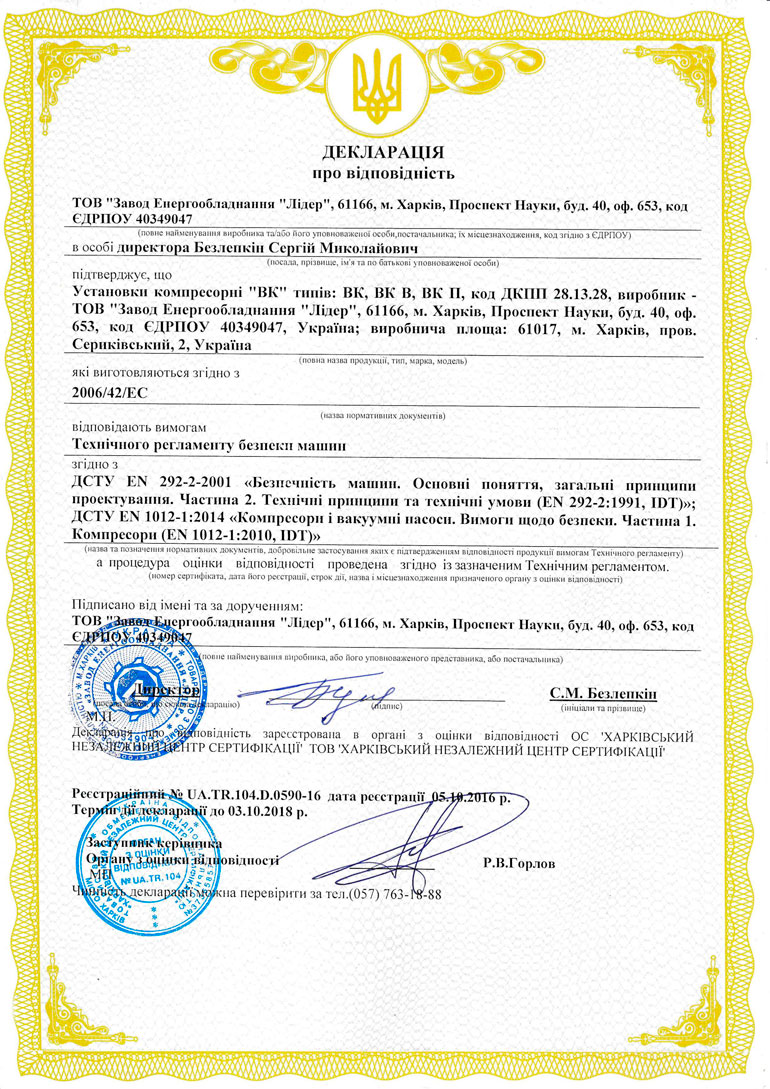 ДЕКЛАРАЦІЯ
про відповідність
ТОВ "Завод Енергообладнання "Лідер", 61166, м. Харків, Проспект Науки, буд. 40, оф. 653, код
ЄДРПОУ 40349047
(повне найменування виробника та/або його уповноваженої особи,постачальника; їх місцезнаходження, код згідно з ЄДРПОУ)
в особі директора Безлепкін Сергій Миколайович
(посада, прізвище, ім'я та по батькові уповноваженої особи)
підтверджує, що
Установки компресорні "ВК" типів: ВК, ВК В, ВК П, код ДКПП 28.13.28, виробник -
ТОВ "Завод Енергообладнання "Лідер", 61166, м. Харків, Проспект Науки, буд. 40, оф.
653, код ЄДРПОУ 40349047, Україна; виробнича площа: 61017, м. Харків, пров.
Сериківський, 2, Україна
(повна назва продукції, тип, марка, модель)
які виготовляються згідно з
2006/42/ЕС
(назва нормативних документів)
відповідають вимогам
Технічного регламенту безпеки машин
згідно з
ДСТУ EN 292-2-2001 «Безпечність машин. Основні поняття, загальні принципи
проектування. Частина 2. Технічні принципи та технічні умови (EN 292-2:1991, IDT)»;
ДСТУ EN 1012-1:2014 «Компресори і вакуумні насоси. Вимоги щодо безпеки. Частина 1.
Компресори (EN 1012-1:2010, IDT)»
(назва та позначення нормативних документів, добровільне застосування яких є підтвердженням відповідності продукції вимогам Технічного регламенту)
а процедура оцінки відповідності проведена згідно із зазначеним Технічним регламентом.
(номер сертифіката, дата його реєстрації, строк дії, назва і місцезнаходження призначеного органу з оцінки відповідності)
Підписано від імені та за дорученням:
ТОВ "Завод Енергообладнання "Лідер", 61166, м. Харків, Проспект Науки, буд. 40, оф. 653, код
ЄДРПОУ 40349047
(повне найменування виробника, або його уповноваженого представника, або постачальника)
Директор С.М. Безлепкін
(підпис) (ініціали та прізвище)
М.П.
Декларація про відповідність зареєстрована в органі з оцінки відповідності ОС 'ХАРКІВСЬКИЙ
НЕЗАЛЕЖНИЙ ЦЕНТР СЕРТИФІКАЦІЇ' ТОВ 'ХАРКІВСЬКИЙ НЕЗАЛЕЖНИЙ ЦЕНТР СЕРТИФІКАЦІЇ'
Реєстраційний № UA.TR.104.D.0590-16 дата реєстрації 05.10.2016 р.
Термін дії декларації до 03.10.2018 р.
Заступник керівника
Органу з оцінки відповідності Р.В.Горлов
МП
Чинність декларації можна перевірити за тел.(057) 763-18-88
ОРГАН
З ОЦІНКИ
ВІДПОВІДНОСТІ
№ UA.TR.104